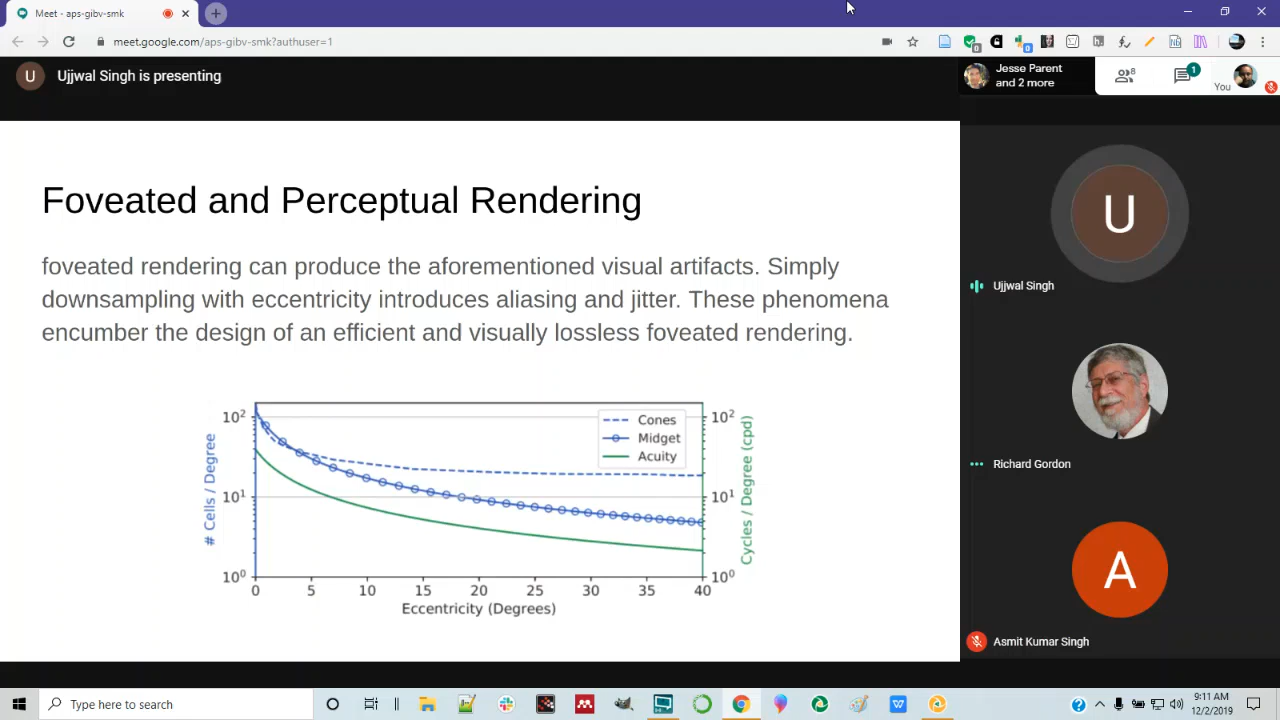 Meet - aps-gibv-smk
meet.google.com/aps-gibv-smk?authuser=1
U
Ujjwal Singh is presenting
Jesse Parent
and 2 more
8
1
You
Foveated and Perceptual Rendering
foveated rendering can produce the aforementioned visual artifacts. Simply
downsampling with eccentricity introduces aliasing and jitter. These phenomena
encumber the design of an efficient and visually lossless foveated rendering.
# Cells / Degree
10²
10¹
10⁰
Cones
Midget
Acuity
10²
10¹
10⁰
Cycles / Degree (cpd)
0 5 10 15 20 25 30 35 40
Eccentricity (Degrees)
U
Ujjwal Singh
Richard Gordon
A
Asmit Kumar Singh
Type here to search
9:11 AM
12/2/2019